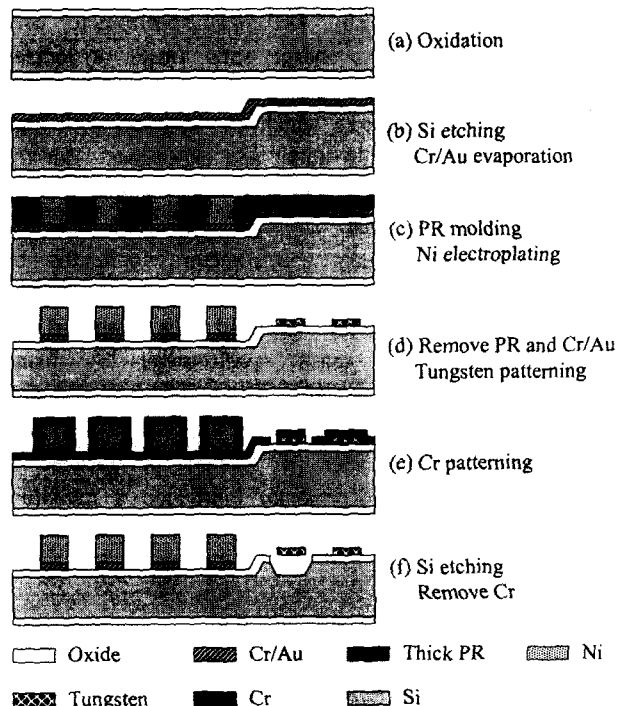 (a) Oxidation
(b) Si etching
Cr/Au evaporation
(c) PR molding
Ni electroplating
(d) Remove PR and Cr/Au
Tungsten patterning
(e) Cr patterning
(f) Si etching
Remove Cr
Oxide
Cr/Au
Thick PR
Ni
Tungsten
Cr
Si